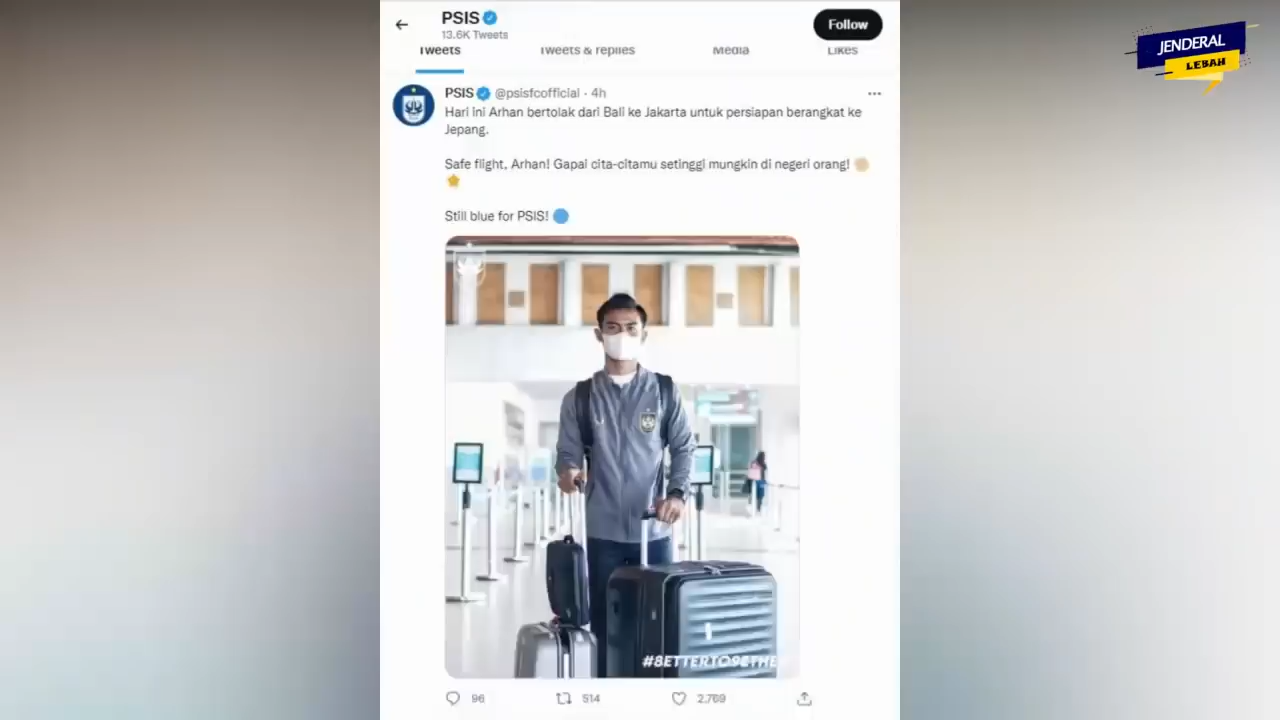 PSIS
13.6K Tweets
Follow
Tweets
Tweets & replies
Media
Likes
JENDERAL
LEBAH
PSIS @psisfcofficial · 4h
Hari ini Arhan bertolak dari Bali ke Jakarta untuk persiapan berangkat ke
Jepang.
Safe flight, Arhan! Gapai cita-citamu setinggi mungkin di negeri orang!
Still blue for PSIS!
#BETTERTO9ETHE
96
514
2,769